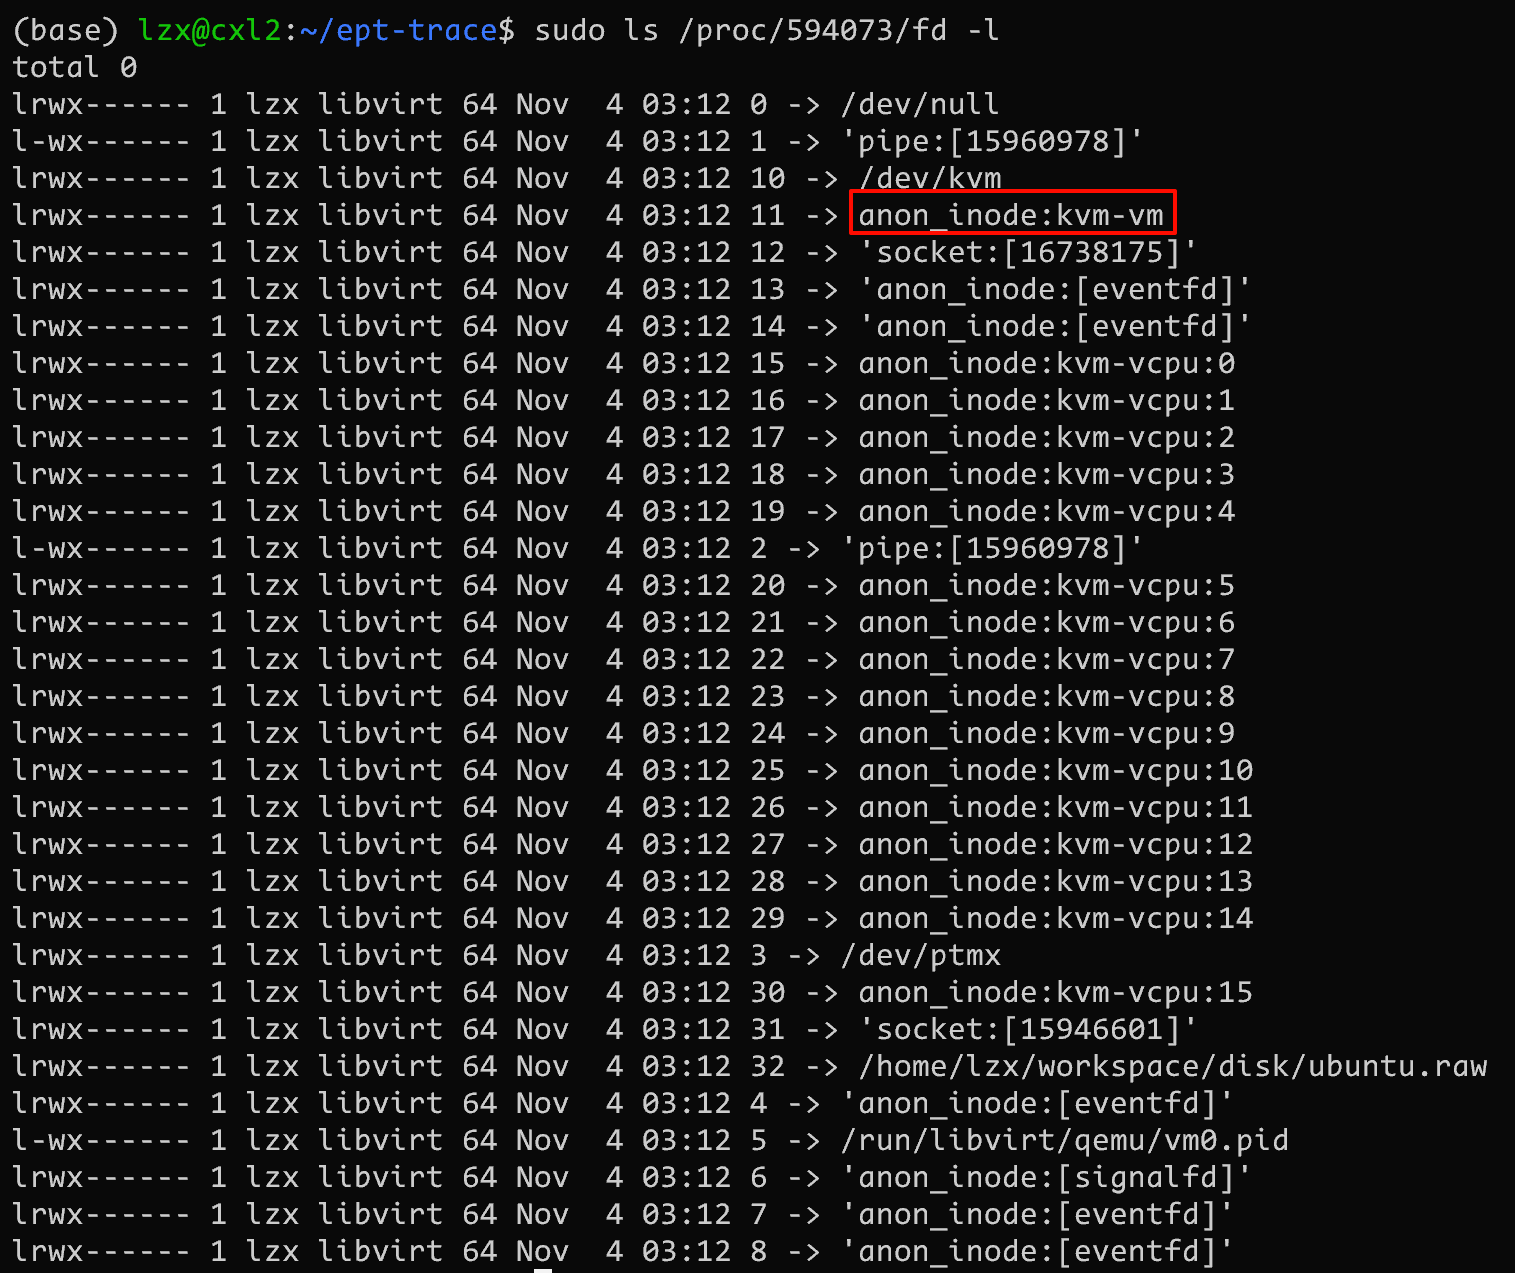 (base) lzx@cxl2:~/ept-trace$ sudo ls /proc/594073/fd -l
total 0
lrwx------ 1 lzx libvirt 64 Nov  4 03:12 0 -> /dev/null
l-wx------ 1 lzx libvirt 64 Nov  4 03:12 1 -> 'pipe:[15960978]'
lrwx------ 1 lzx libvirt 64 Nov  4 03:12 10 -> /dev/kvm
lrwx------ 1 lzx libvirt 64 Nov  4 03:12 11 -> anon_inode:kvm-vm
lrwx------ 1 lzx libvirt 64 Nov  4 03:12 12 -> 'socket:[16738175]'
lrwx------ 1 lzx libvirt 64 Nov  4 03:12 13 -> 'anon_inode:[eventfd]'
lrwx------ 1 lzx libvirt 64 Nov  4 03:12 14 -> 'anon_inode:[eventfd]'
lrwx------ 1 lzx libvirt 64 Nov  4 03:12 15 -> anon_inode:kvm-vcpu:0
lrwx------ 1 lzx libvirt 64 Nov  4 03:12 16 -> anon_inode:kvm-vcpu:1
lrwx------ 1 lzx libvirt 64 Nov  4 03:12 17 -> anon_inode:kvm-vcpu:2
lrwx------ 1 lzx libvirt 64 Nov  4 03:12 18 -> anon_inode:kvm-vcpu:3
lrwx------ 1 lzx libvirt 64 Nov  4 03:12 19 -> anon_inode:kvm-vcpu:4
l-wx------ 1 lzx libvirt 64 Nov  4 03:12 2 -> 'pipe:[15960978]'
lrwx------ 1 lzx libvirt 64 Nov  4 03:12 20 -> anon_inode:kvm-vcpu:5
lrwx------ 1 lzx libvirt 64 Nov  4 03:12 21 -> anon_inode:kvm-vcpu:6
lrwx------ 1 lzx libvirt 64 Nov  4 03:12 22 -> anon_inode:kvm-vcpu:7
lrwx------ 1 lzx libvirt 64 Nov  4 03:12 23 -> anon_inode:kvm-vcpu:8
lrwx------ 1 lzx libvirt 64 Nov  4 03:12 24 -> anon_inode:kvm-vcpu:9
lrwx------ 1 lzx libvirt 64 Nov  4 03:12 25 -> anon_inode:kvm-vcpu:10
lrwx------ 1 lzx libvirt 64 Nov  4 03:12 26 -> anon_inode:kvm-vcpu:11
lrwx------ 1 lzx libvirt 64 Nov  4 03:12 27 -> anon_inode:kvm-vcpu:12
lrwx------ 1 lzx libvirt 64 Nov  4 03:12 28 -> anon_inode:kvm-vcpu:13
lrwx------ 1 lzx libvirt 64 Nov  4 03:12 29 -> anon_inode:kvm-vcpu:14
lrwx------ 1 lzx libvirt 64 Nov  4 03:12 3 -> /dev/ptmx
lrwx------ 1 lzx libvirt 64 Nov  4 03:12 30 -> anon_inode:kvm-vcpu:15
lrwx------ 1 lzx libvirt 64 Nov  4 03:12 31 -> 'socket:[15946601]'
lrwx------ 1 lzx libvirt 64 Nov  4 03:12 32 -> /home/lzx/workspace/disk/ubuntu.raw
lrwx------ 1 lzx libvirt 64 Nov  4 03:12 4 -> 'anon_inode:[eventfd]'
l-wx------ 1 lzx libvirt 64 Nov  4 03:12 5 -> /run/libvirt/qemu/vm0.pid
lrwx------ 1 lzx libvirt 64 Nov  4 03:12 6 -> 'anon_inode:[signalfd]'
lrwx------ 1 lzx libvirt 64 Nov  4 03:12 7 -> 'anon_inode:[eventfd]'
lrwx------ 1 lzx libvirt 64 Nov  4 03:12 8 -> 'anon_inode:[eventfd]'